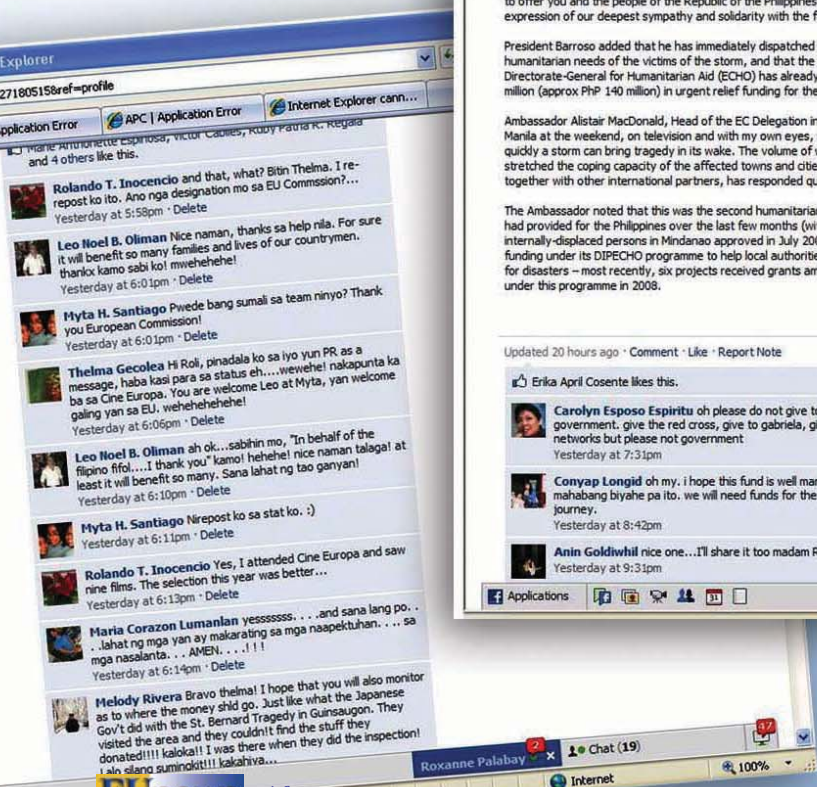 Explorer
271805158ref=profile
pplication Error
APC | Application Error
Internet Explorer cann...
Marie Anthonette Espinosa, Victor Cabiles, Ruby Patria R. Regala
and 4 others like this.
Rolando T. Inocencio and that, what? Bitin Thelma. I re-
repost ko ito. Ano nga designation mo sa EU Commssion?...
Yesterday at 5:58pm · Delete
Leo Noel B. Oliman Nice naman, thanks sa help nila. For sure
it will benefit so many families and lives of our countrymen.
thankx kamo sabi ko! mwehehehe!
Yesterday at 6:01pm · Delete
Myta H. Santiago Pwede bang sumali sa team ninyo? Thank
you European Commission!
Yesterday at 6:01pm · Delete
Thelma Gecolea Hi Roli, pinadala ko sa iyo yun PR as a
message, haba kasi para sa status eh....wewehe! nakapunta ka
ba sa Cine Europa. You are welcome Leo at Myta, yan welcome
galing yan sa EU. wehehehehehe!
Yesterday at 6:06pm · Delete
Leo Noel B. Oliman ah ok...sabihin mo, "In behalf of the
filipino fifol....I thank you" kamo! hehehe! nice naman talaga! at
least it will benefit so many. Sana lahat ng tao ganyan!
Yesterday at 6:10pm · Delete
Myta H. Santiago Nirepost ko sa stat ko. :)
Yesterday at 6:11pm · Delete
Rolando T. Inocencio Yes, I attended Cine Europa and saw
nine films. The selection this year was better...
Yesterday at 6:13pm · Delete
Maria Corazon Lumanlan yesssssss. . . .and sana lang po. .
. .lahat ng mga yan ay makarating sa mga naapektuhan. . . . sa
mga nasalanta. . . AMEN. . . .! ! !
Yesterday at 6:14pm · Delete
Melody Rivera Bravo thelma! I hope that you will also monitor
as to where the money shld go. Just like what the Japanese
Gov't did with the St. Bernard Tragedy in Guinsaugon. They
visited the area and they couldn!t find the stuff they
donated!!!! kaloka!! I was there when they did the inspection!
Lalo silang sumingkit!!! kakahiya...
Roxanne Palabay
2
x
Chat (19)
47
Internet
100%
to offer you and the people of the Republic of the Philippines
expression of our deepest sympathy and solidarity with the f
President Barroso added that he has immediately dispatched
humanitarian needs of the victims of the storm, and that the
Directorate-General for Humanitarian Aid (ECHO) has already
million (approx PhP 140 million) in urgent relief funding for the
Ambassador Alistair MacDonald, Head of the EC Delegation in
Manila at the weekend, on television and with my own eyes,
quickly a storm can bring tragedy in its wake. The volume of
stretched the coping capacity of the affected towns and citie
together with other international partners, has responded qu
The Ambassador noted that this was the second humanitarian
had provided for the Philippines over the last few months (wi
internally-displaced persons in Mindanao approved in July 200
funding under its DIPECHO programme to help local authoritie
for disasters – most recently, six projects received grants am
under this programme in 2008.
Updated 20 hours ago · Comment · Like · Report Note
Erika April Cosente likes this.
Carolyn Esposo Espiritu oh please do not give to
government. give the red cross, give to gabriela, gi
networks but please not government
Yesterday at 7:31pm
Conyap Longid oh my. i hope this fund is well man
mahabang biyahe pa ito. we will need funds for the
journey.
Yesterday at 8:42pm
Anin Goldiwhil nice one...I'll share it too madam R
Yesterday at 9:31pm
Applications
31